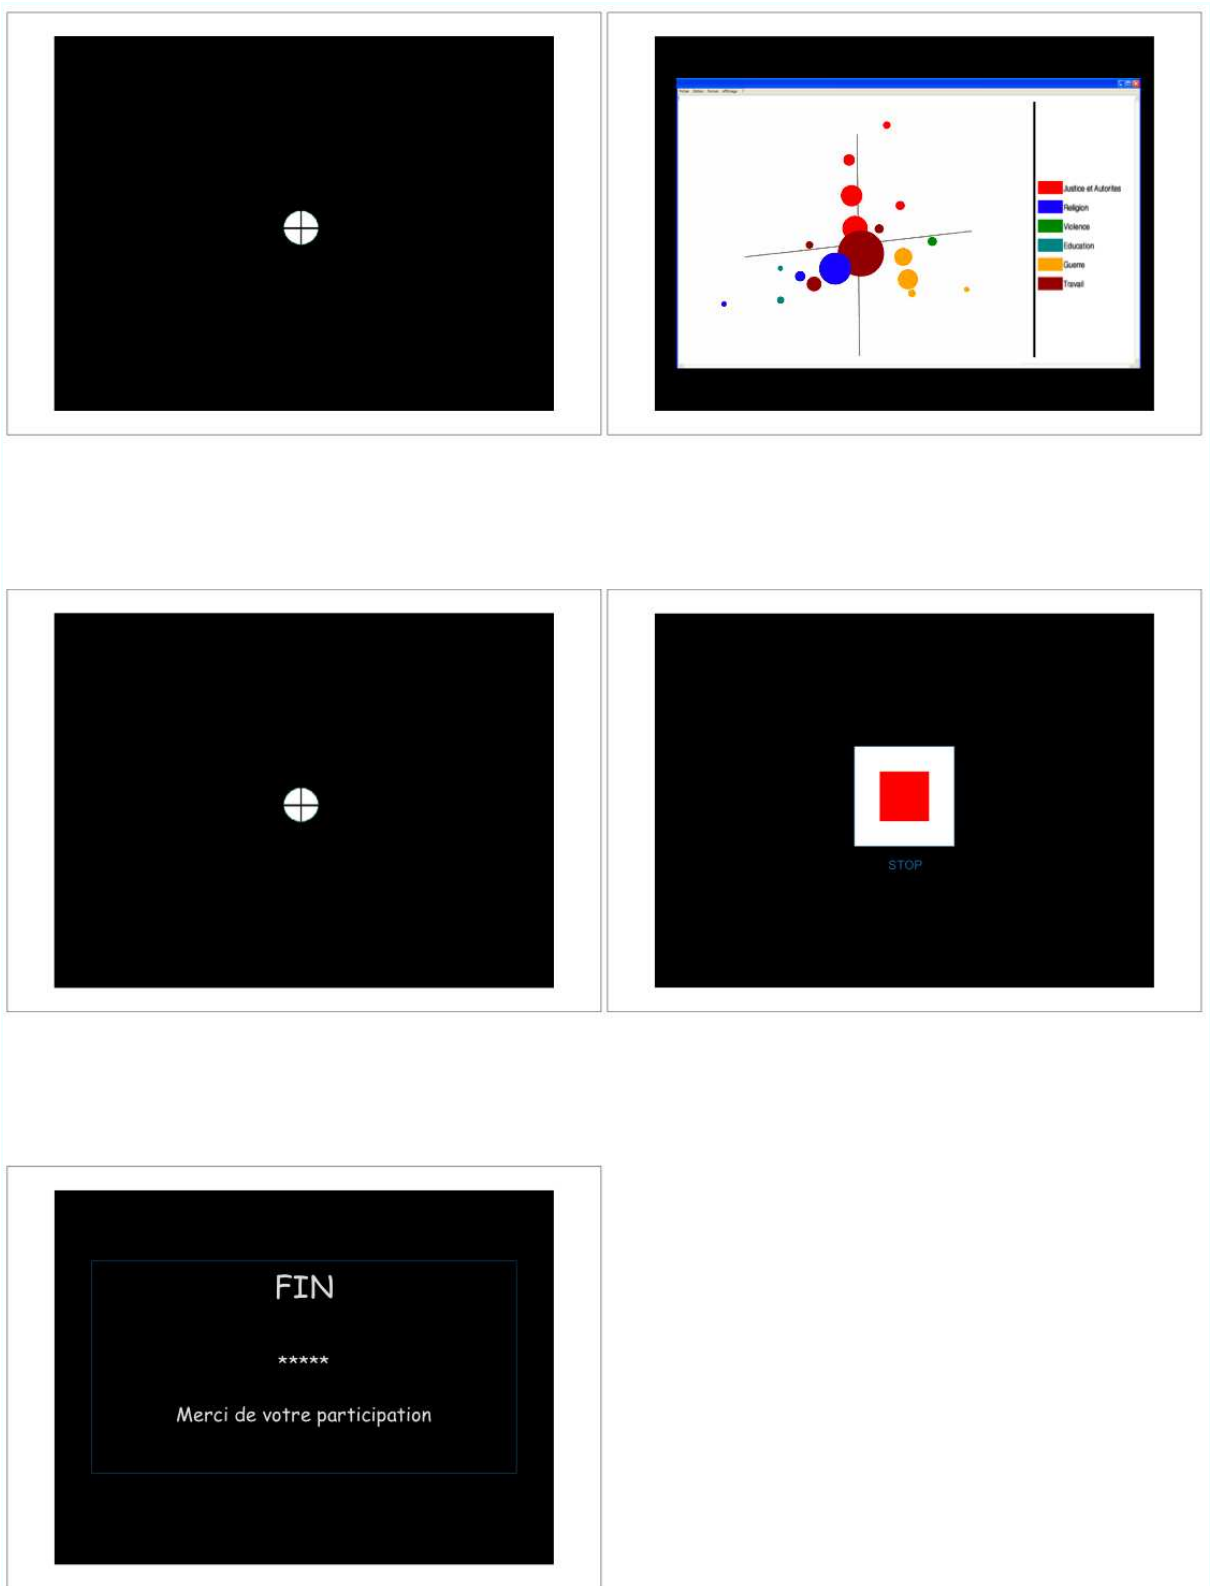 Justice et Autorites
Religion
Violence
Education
Guerre
Travail
STOP
FIN
*****
Merci de votre participation